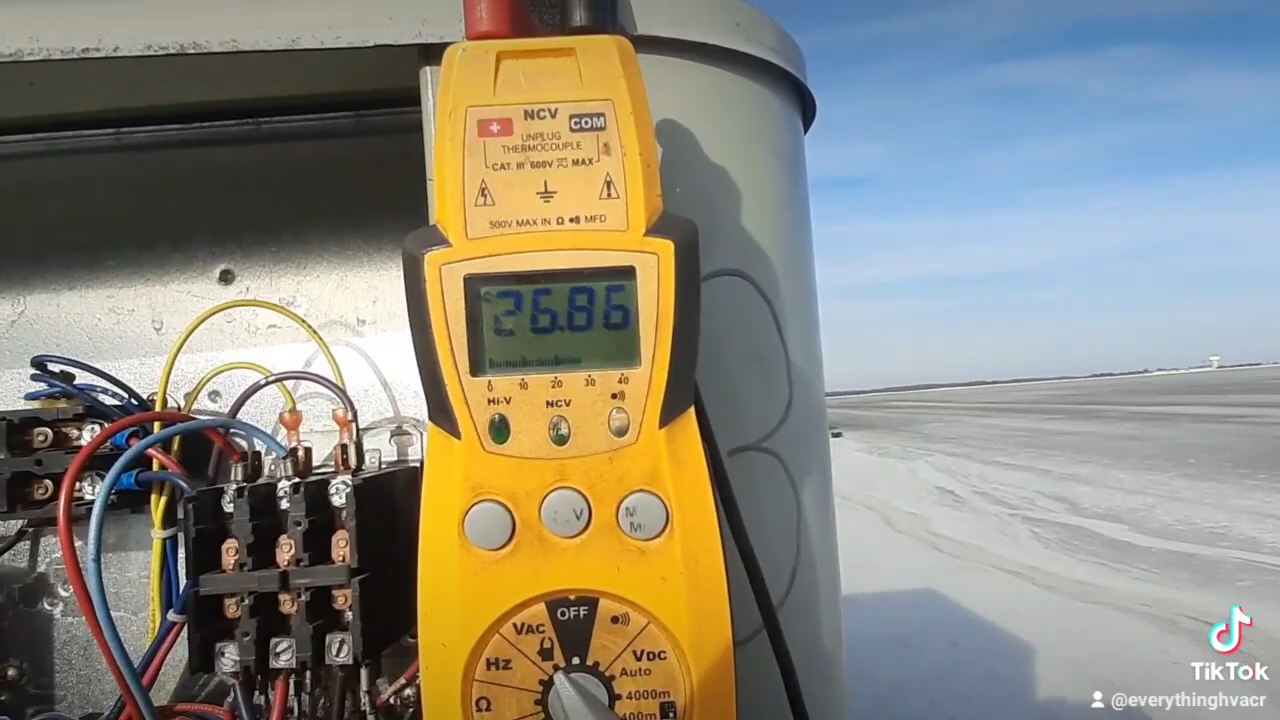 NCV
+ COM
UNPLUG
THERMOCOUPLE
CAT. III 600V MAX
500V MAX IN Ω MFD
26.86
0 10 20 30 40
Hi-V NCV
V
M
OFF
VAC
Hz
Ω
VDC
Auto
4000m
400m
TikTok
@everythinghvacr